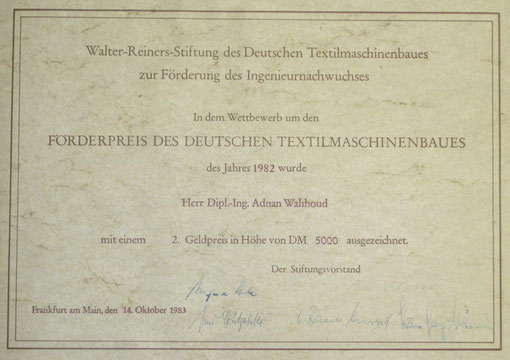 Walter-Reiners-Stiftung des Deutschen Textilmaschinenbaues
zur Förderung des Ingenieurnachwuchses
In dem Wettbewerb um den
FÖRDERPREIS DES DEUTSCHEN TEXTILMASCHINENBAUES
des Jahres 1982 wurde
Herr Dipl.-Ing. Adnan Wahhoud
mit einem 2. Geldpreis in Höhe von DM 5000 ausgezeichnet.
Der Stiftungsvorstand
Frankfurt am Main, den 14. Oktober 1983